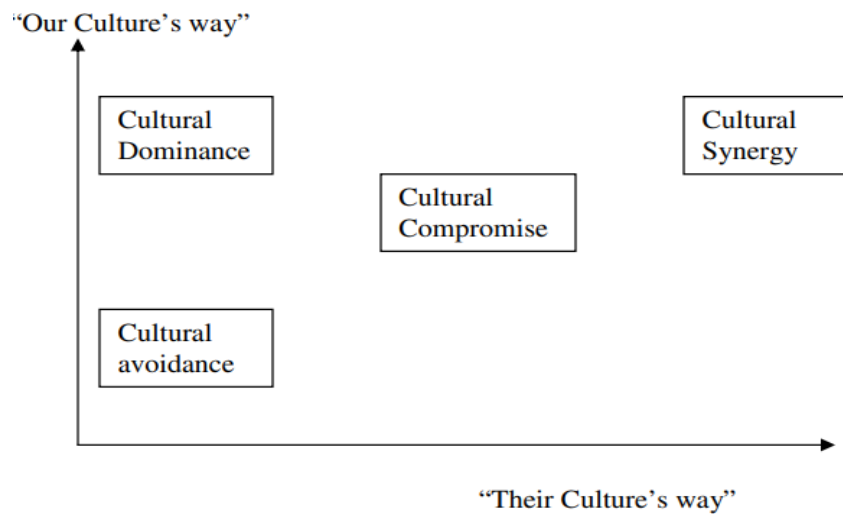 “Our Culture’s way”
Cultural
Dominance
Cultural
Synergy
Cultural
Compromise
Cultural
avoidance
“Their Culture’s way”